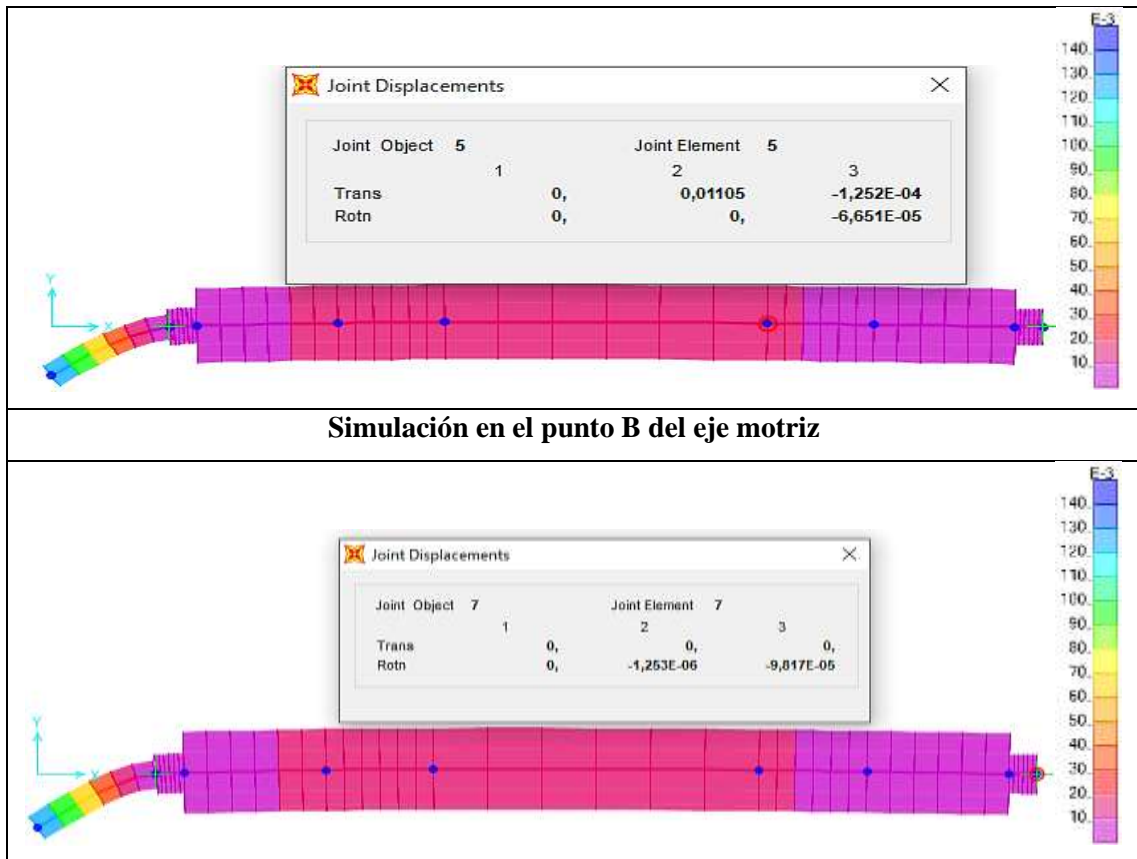 E-3
140.
130.
120.
110.
100.
90.
80.
70.
60.
50.
40.
30.
20.
10.
Joint Displacements
Joint Object 5 Joint Element 5
1 2 3
Trans 0, 0,01105 -1,252E-04
Rotn 0, 0, -6,651E-05
Y
X
Simulación en el punto B del eje motriz
E-3
140.
130.
120.
110.
100.
90.
80.
70.
60.
50.
40.
30.
20.
10.
Joint Displacements
Joint Object 7 Joint Element 7
1 2 3
Trans 0, 0, 0,
Rotn 0, -1,253E-06 -9,817E-05
Y
X